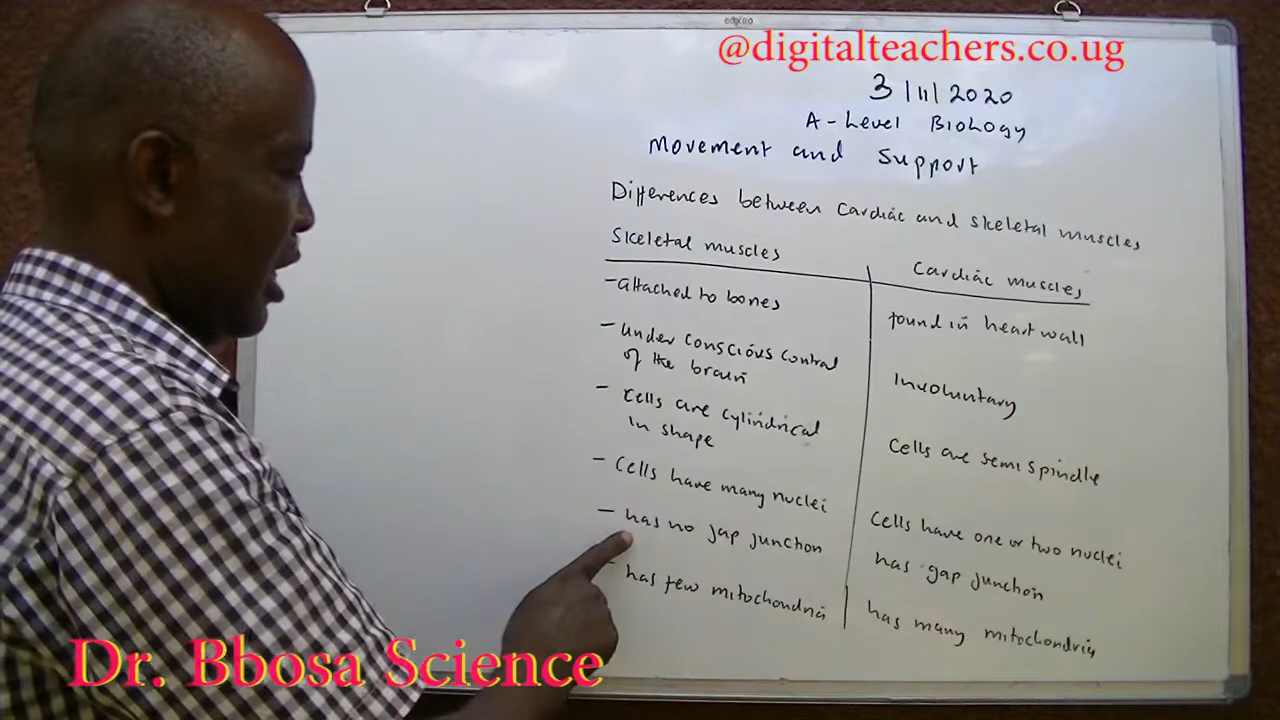 @digitalteachers.co.ug
3/11/2020
A-Level Biology
Movement and Support
Differences between Cardiac and skeletal muscles
Skeletal muscles
Cardiac muscles
-attached to bones
found in heart wall
- Under conscious control
of the brain
Involuntary
- Cells are cylindrical
in shape
Cells are semi spindle
- Cells have many nuclei
Cells have one or two nuclei
- has no gap junction
has gap junction
- has few mitochondria
has many mitochondria
Dr. Bbosa Science